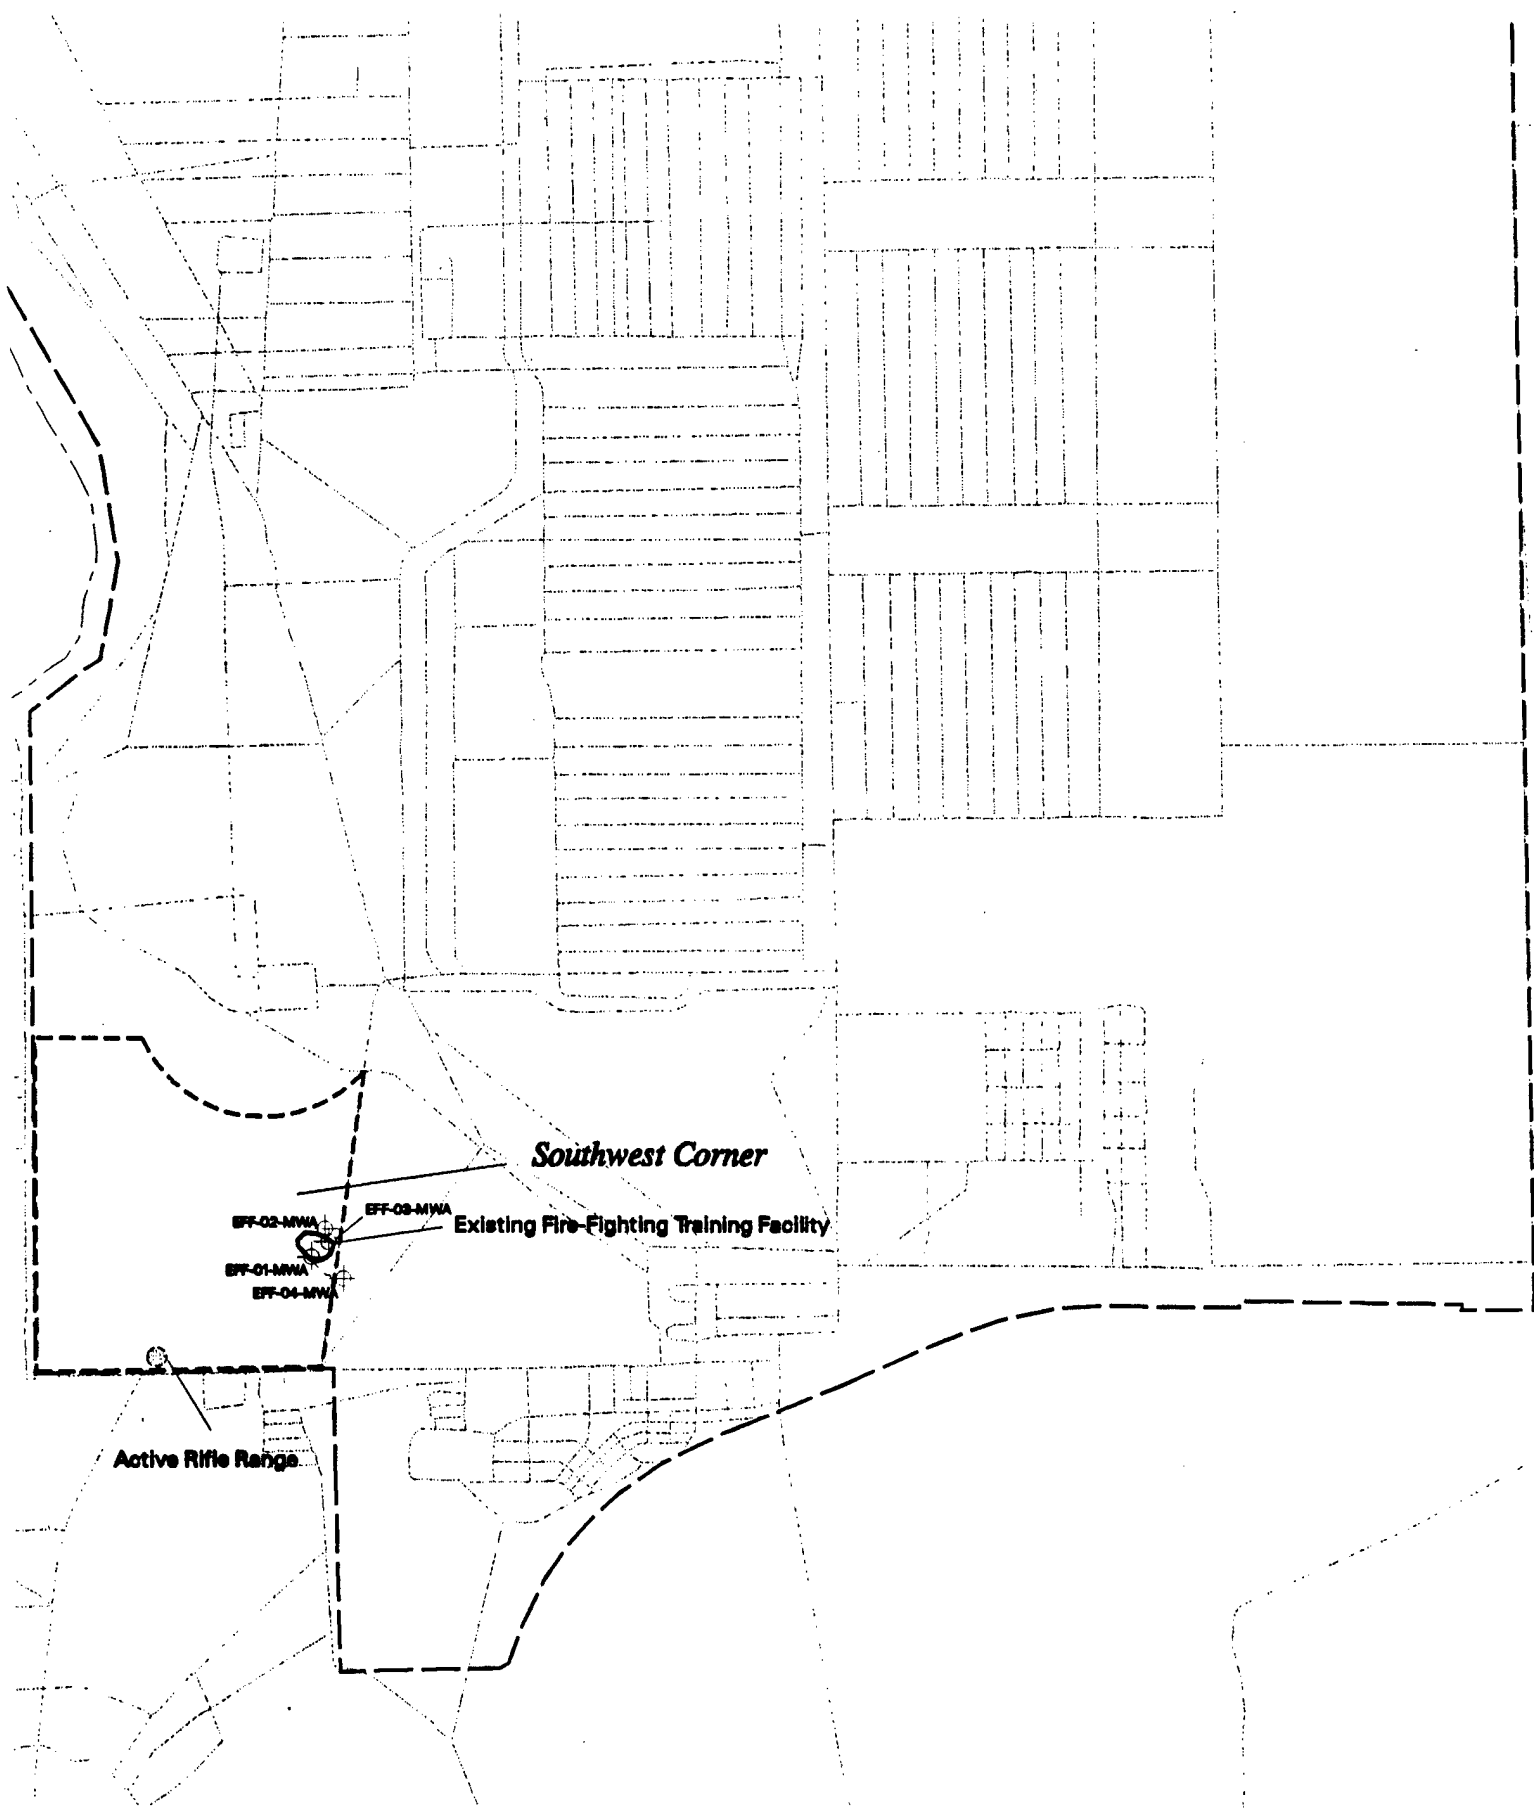 Southwest Corner
EFF-03-MWA
EFF-02-MWA
Existing Fire-Fighting Training Facility
EFF-01-MWA
EFF-04-MWA
Active Rifle Range